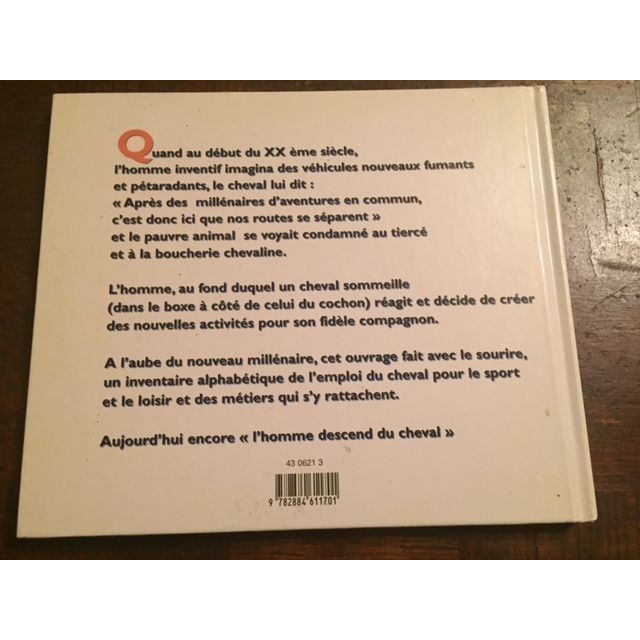 Quand au début du XX ème siècle,
l'homme inventif imagina des véhicules nouveaux fumants
et pétaradants, le cheval lui dit :
« Après des millénaires d'aventures en commun,
c'est donc ici que nos routes se séparent »
et le pauvre animal se voyait condamné au tiercé
et à la boucherie chevaline.
L'homme, au fond duquel un cheval sommeille
(dans le boxe à côté de celui du cochon) réagit et décide de créer
des nouvelles activités pour son fidèle compagnon.
A l'aube du nouveau millénaire, cet ouvrage fait avec le sourire,
un inventaire alphabétique de l'emploi du cheval pour le sport
et le loisir et des métiers qui s'y rattachent.
Aujourd'hui encore « l'homme descend du cheval »
43 0621 3
9 782884 611701